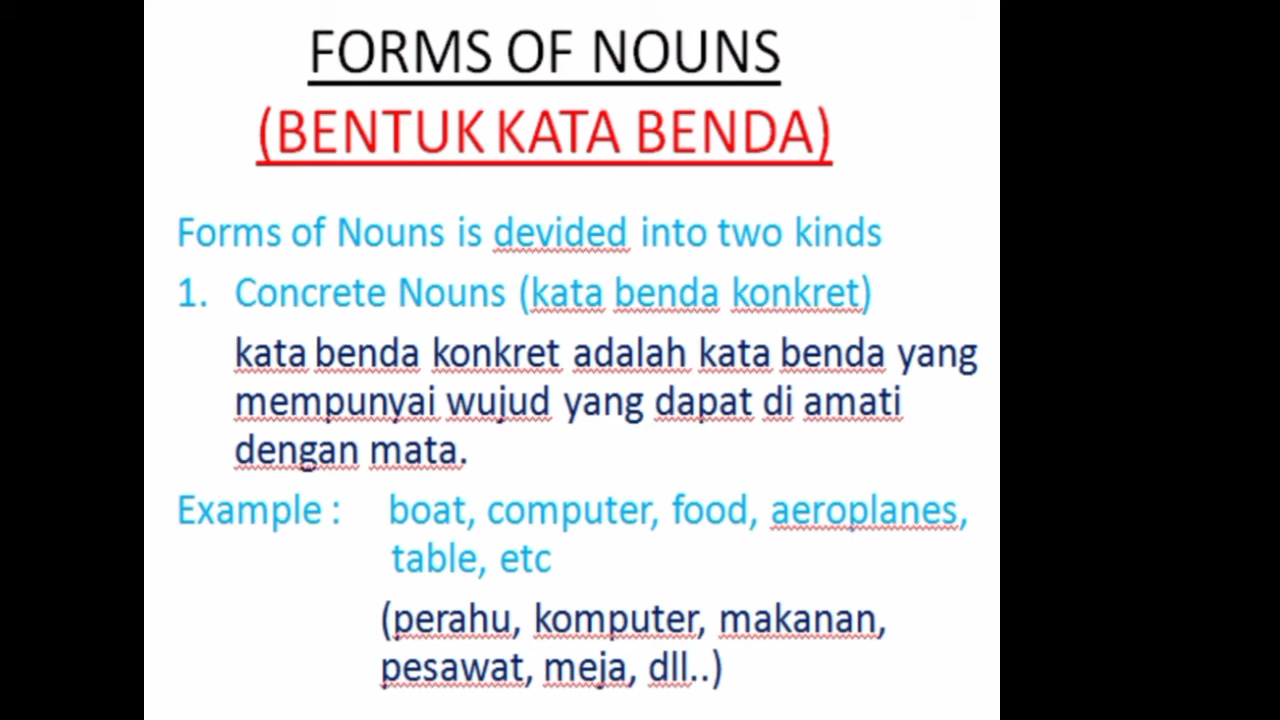 FORMS OF NOUNS
(BENTUK KATA BENDA)
Forms of Nouns is devided into two kinds
1. Concrete Nouns (kata benda konkret)
kata benda konkret adalah kata benda yang
mempunyai wujud yang dapat di amati
dengan mata.
Example : boat, computer, food, aeroplanes,
table, etc
(perahu, komputer, makanan,
pesawat, meja, dll..)